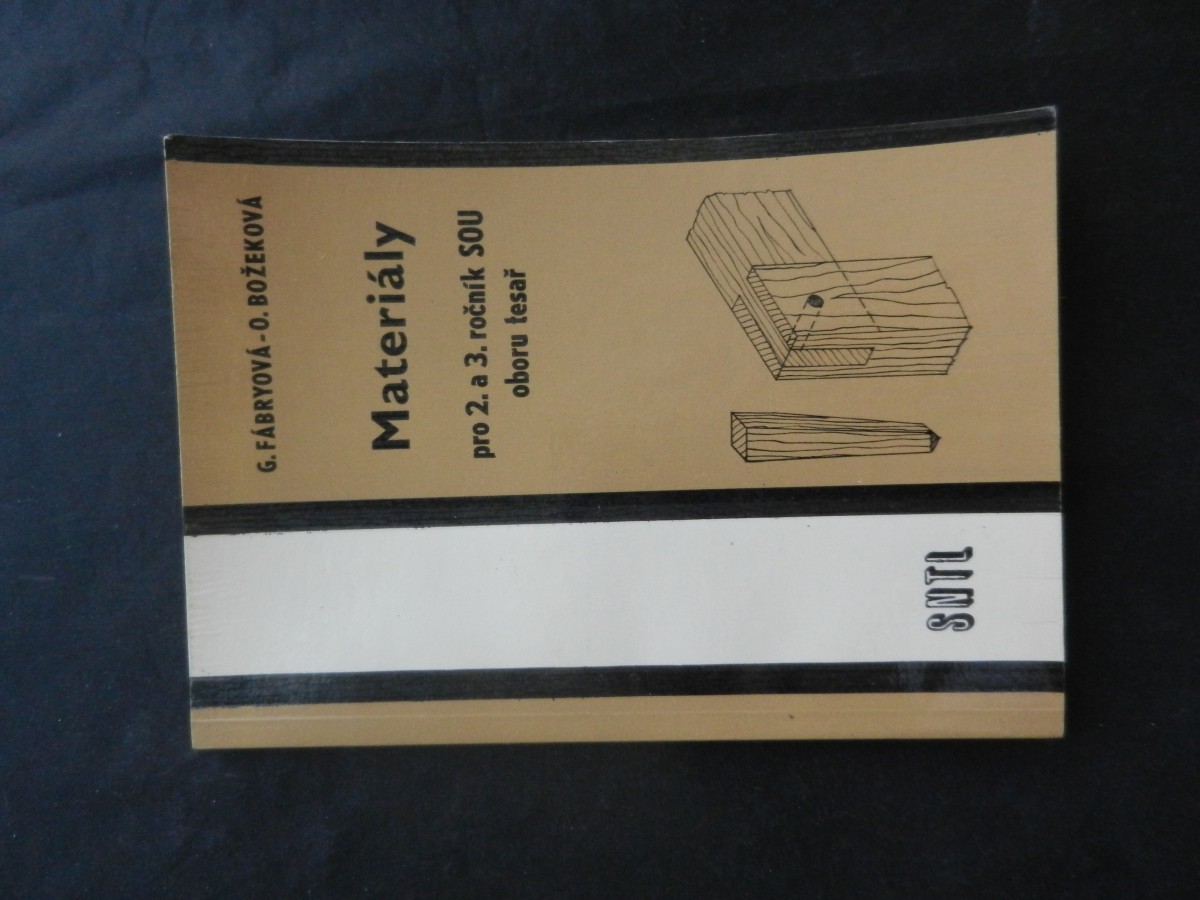 G. FÁBRYOVÁ-O. BOŽEKOVÁ
Materiály
pro 2. a 3. ročník SOU
oboru tesař
SNTL